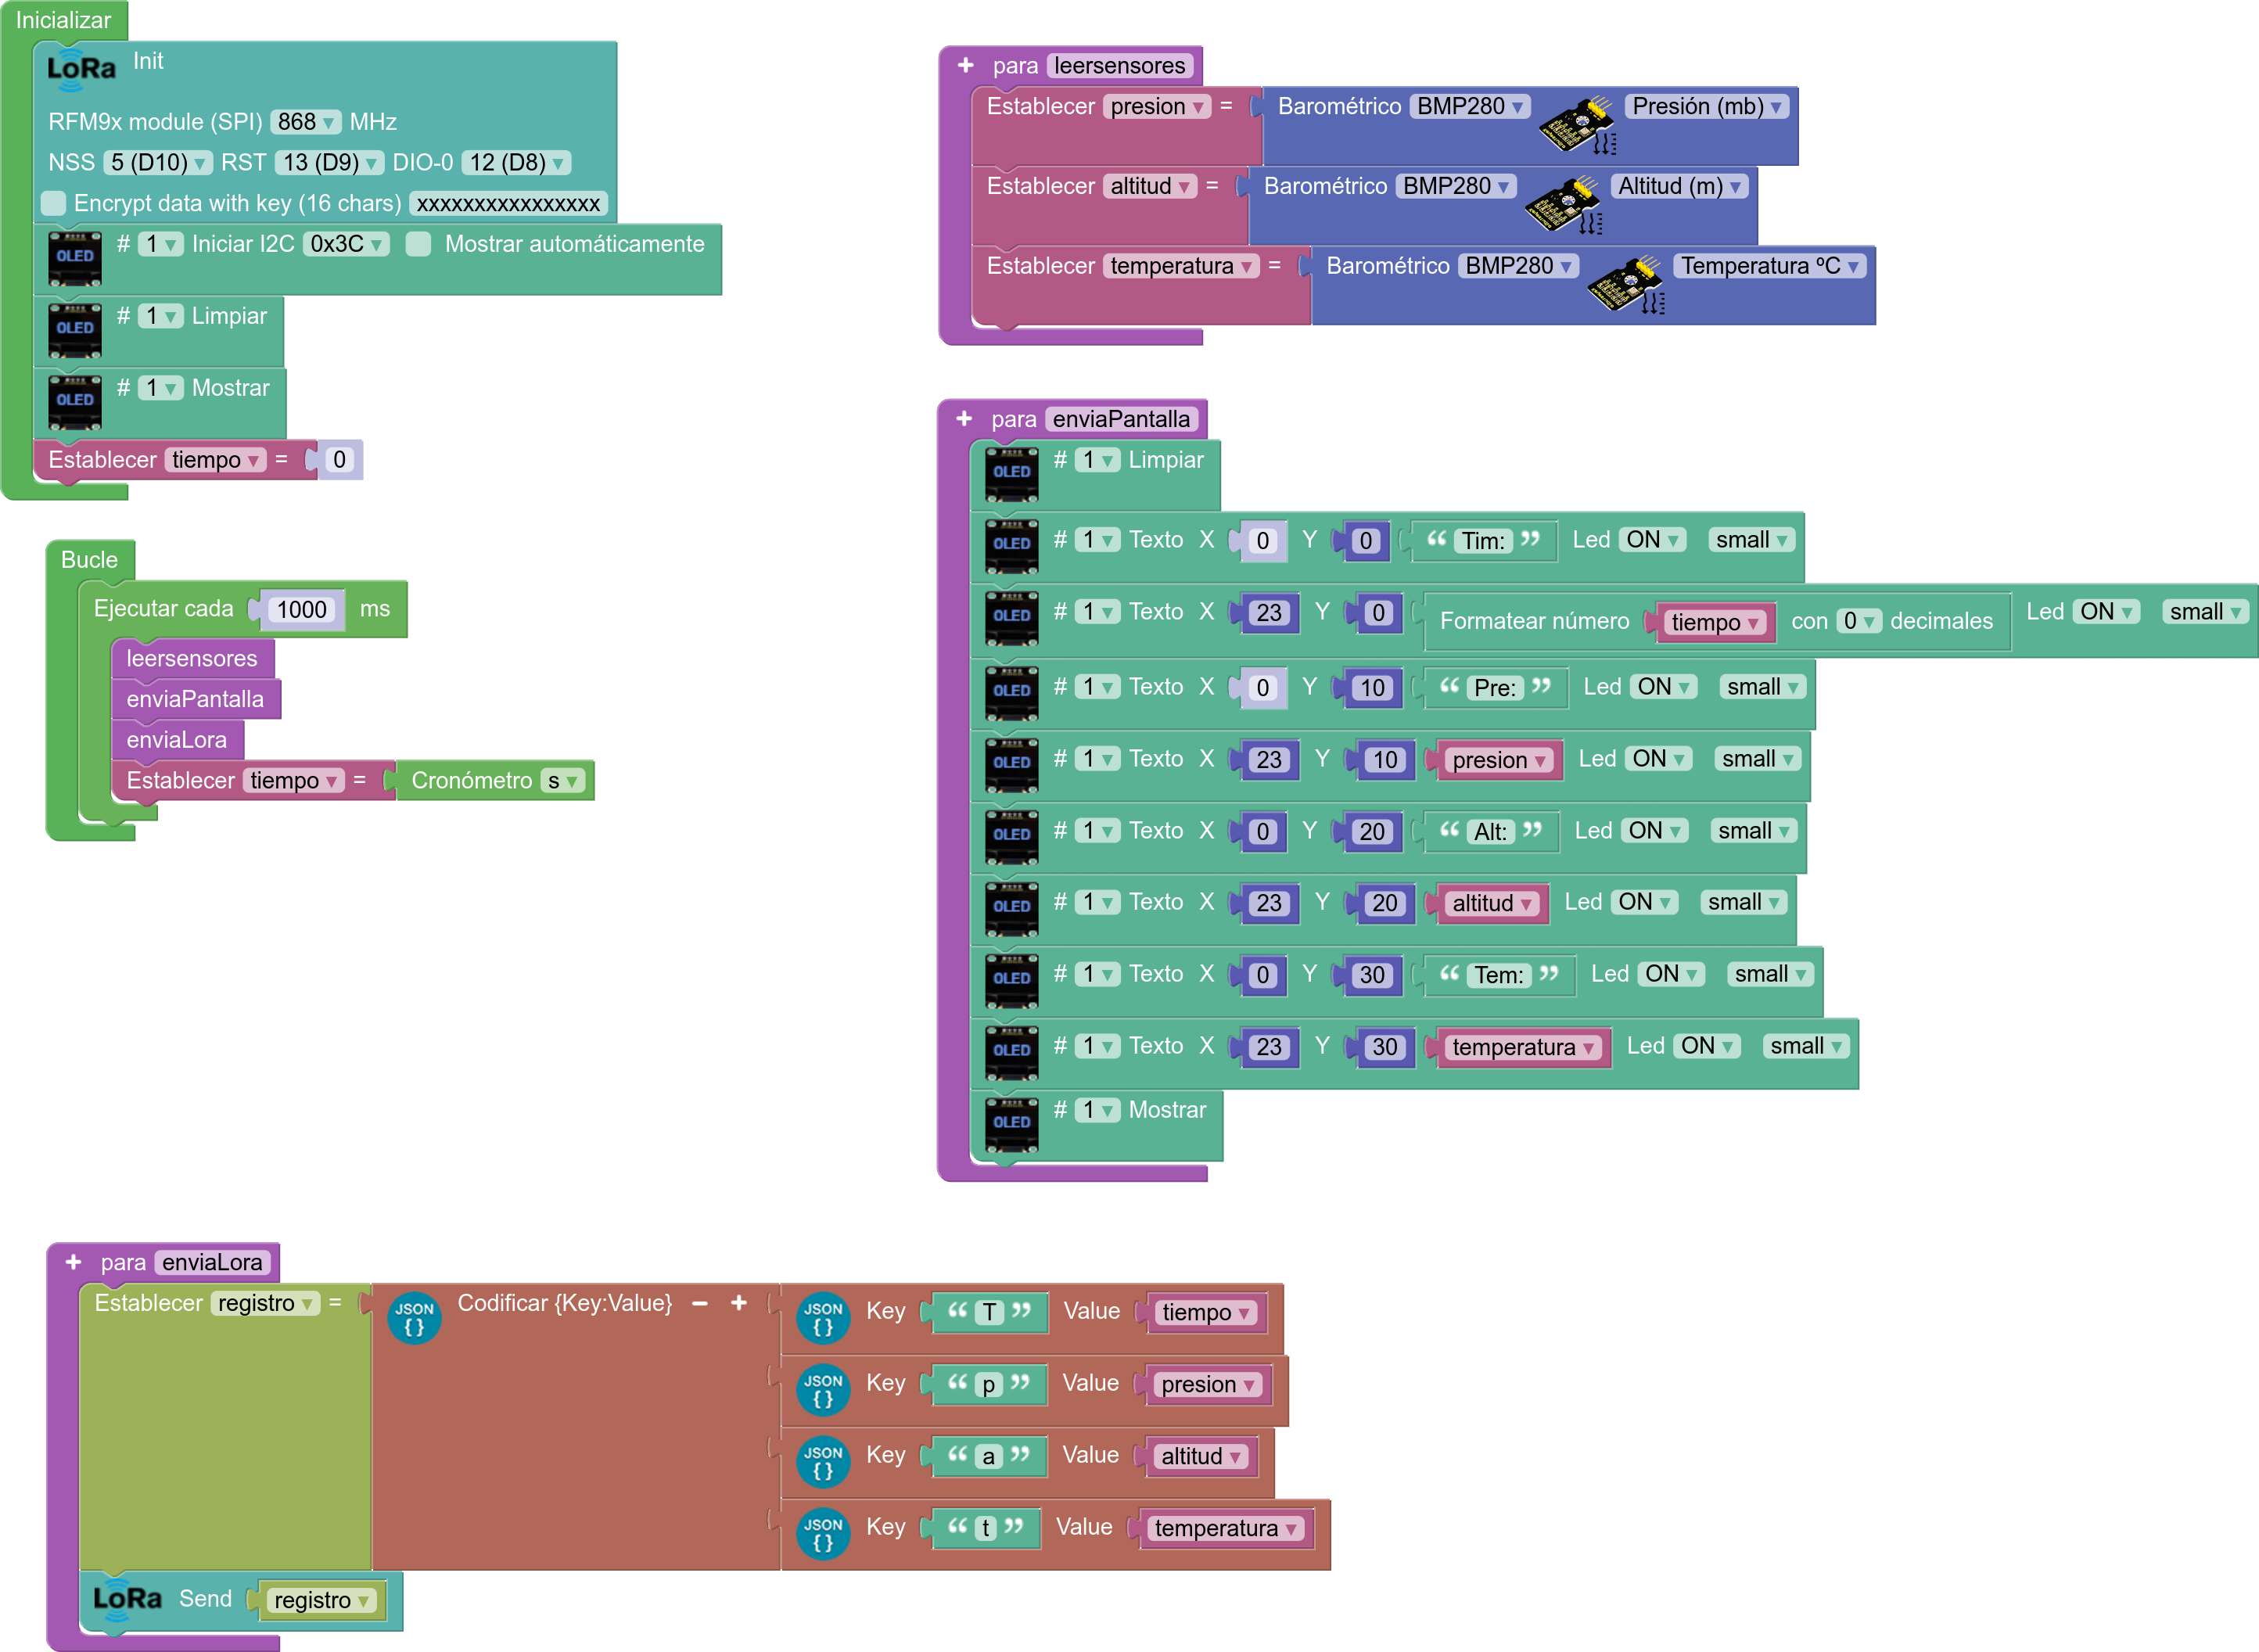 Inicializar
LoRa Init
RFM9x module (SPI) 868 MHz
NSS 5 (D10) RST 13 (D9) DIO-0 12 (D8)
Encrypt data with key (16 chars) xxxxxxxxxxxxxxxx
OLED # 1 Iniciar I2C 0x3C Mostrar automáticamente
OLED # 1 Limpiar
OLED # 1 Mostrar
Establecer tiempo = 0
Bucle
Ejecutar cada 1000 ms
leersensores
enviaPantalla
enviaLora
Establecer tiempo = Cronómetro s
+ para leersensores
Establecer presion = Barométrico BMP280 Presión (mb)
Establecer altitud = Barométrico BMP280 Altitud (m)
Establecer temperatura = Barométrico BMP280 Temperatura ºC
+ para enviaPantalla
OLED # 1 Limpiar
OLED # 1 Texto X 0 Y 0 “ Tim: ” Led ON small
OLED # 1 Texto X 23 Y 0 Formatear número tiempo con 0 decimales Led ON small
OLED # 1 Texto X 0 Y 10 “ Pre: ” Led ON small
OLED # 1 Texto X 23 Y 10 presion Led ON small
OLED # 1 Texto X 0 Y 20 “ Alt: ” Led ON small
OLED # 1 Texto X 23 Y 20 altitud Led ON small
OLED # 1 Texto X 0 Y 30 “ Tem: ” Led ON small
OLED # 1 Texto X 23 Y 30 temperatura Led ON small
OLED # 1 Mostrar
+ para enviaLora
Establecer registro = JSON { } Codificar {Key:Value} − + JSON { } Key “ T ” Value tiempo
JSON { } Key “ p ” Value presion
JSON { } Key “ a ” Value altitud
JSON { } Key “ t ” Value temperatura
LoRa Send registro